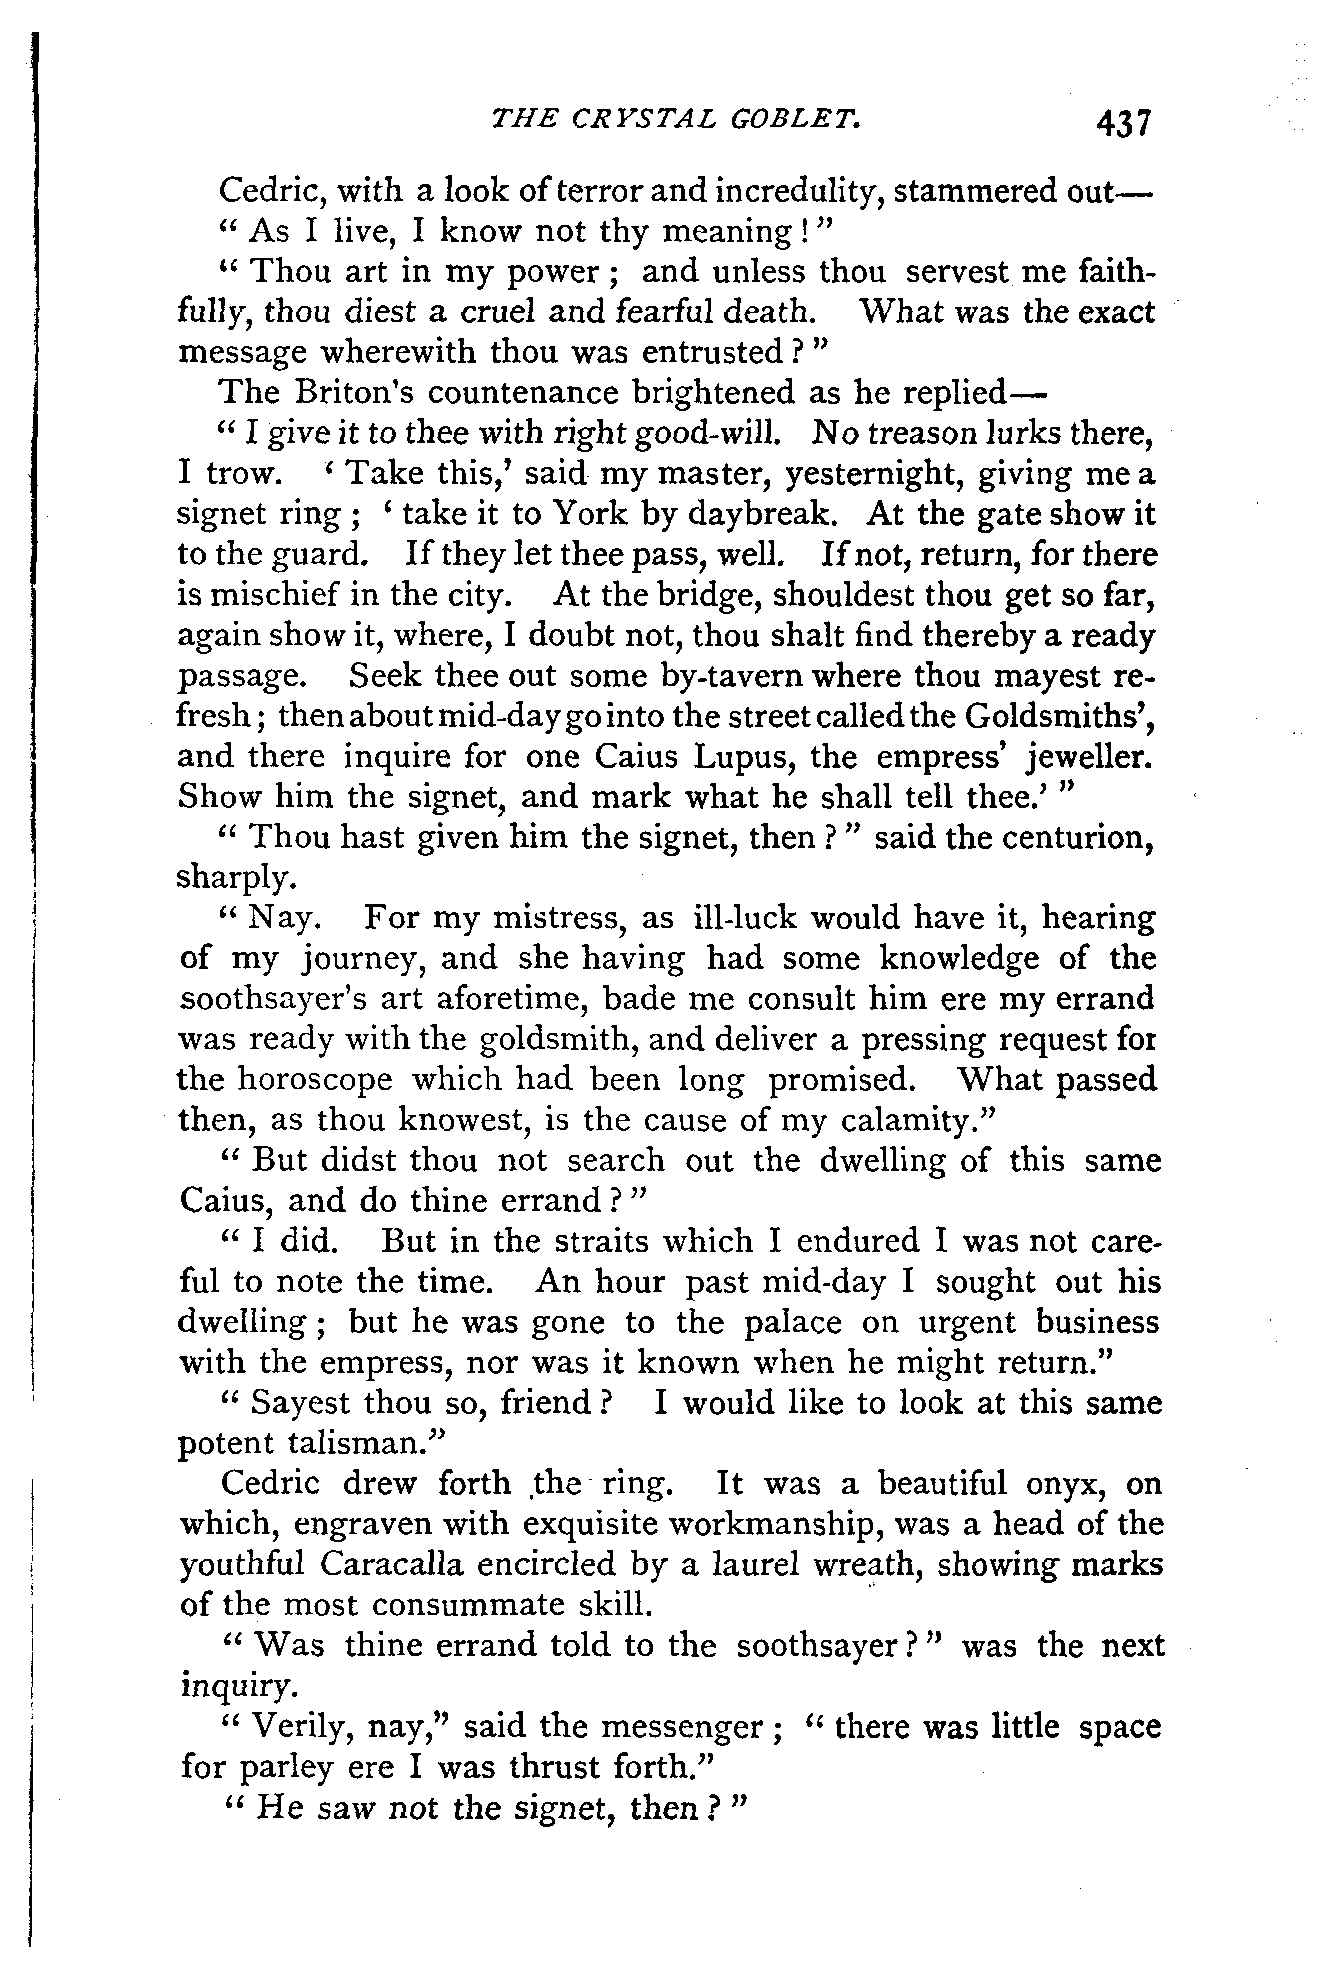 THE CRYSTAL GOBLET. 437
Cedric, with a look of terror and incredulity, stammered out—
“ As I live, I know not thy meaning ! ”
“ Thou art in my power ; and unless thou servest me faith-
fully, thou diest a cruel and fearful death. What was the exact
message wherewith thou was entrusted ? ”
The Briton’s countenance brightened as he replied—
“ I give it to thee with right good-will. No treason lurks there,
I trow. ‘ Take this,’ said my master, yesternight, giving me a
signet ring ; ‘ take it to York by daybreak. At the gate show it
to the guard. If they let thee pass, well. If not, return, for there
is mischief in the city. At the bridge, shouldest thou get so far,
again show it, where, I doubt not, thou shalt find thereby a ready
passage. Seek thee out some by-tavern where thou mayest re-
fresh ; then about mid-day go into the street called the Goldsmiths’,
and there inquire for one Caius Lupus, the empress’ jeweller.
Show him the signet, and mark what he shall tell thee.’ ”
“ Thou hast given him the signet, then ? ” said the centurion,
sharply.
“ Nay. For my mistress, as ill-luck would have it, hearing
of my journey, and she having had some knowledge of the
soothsayer’s art aforetime, bade me consult him ere my errand
was ready with the goldsmith, and deliver a pressing request for
the horoscope which had been long promised. What passed
then, as thou knowest, is the cause of my calamity.”
“ But didst thou not search out the dwelling of this same
Caius, and do thine errand ? ”
“ I did. But in the straits which I endured I was not care-
ful to note the time. An hour past mid-day I sought out his
dwelling ; but he was gone to the palace on urgent business
with the empress, nor was it known when he might return.”
“ Sayest thou so, friend ? I would like to look at this same
potent talisman.”
Cedric drew forth the ring. It was a beautiful onyx, on
which, engraven with exquisite workmanship, was a head of the
youthful Caracalla encircled by a laurel wreath, showing marks
of the most consummate skill.
“ Was thine errand told to the soothsayer ? ” was the next
inquiry.
“ Verily, nay,” said the messenger ; “ there was little space
for parley ere I was thrust forth.”
“ He saw not the signet, then ? ”